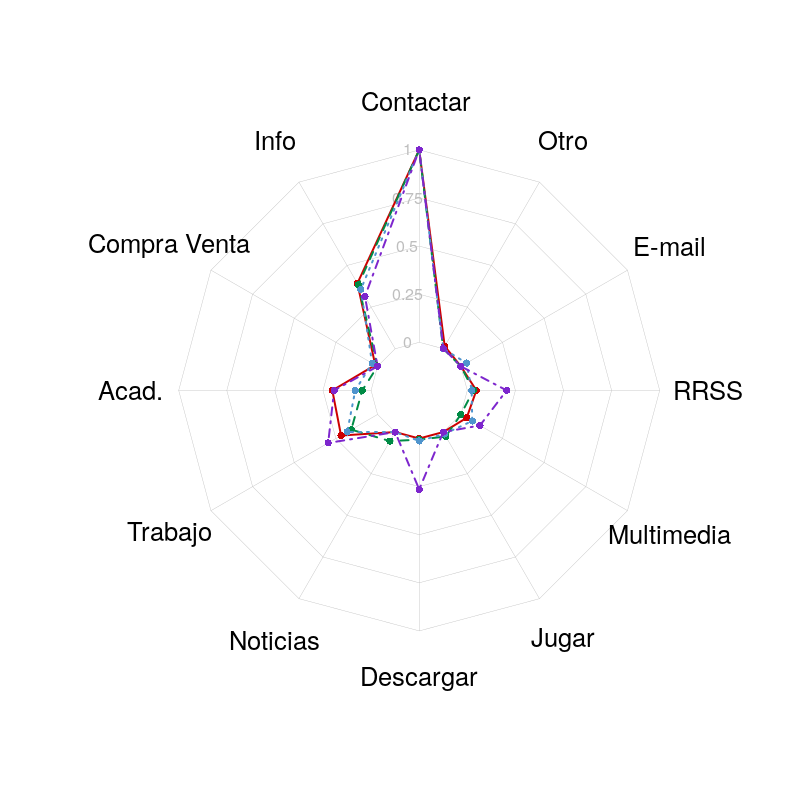 Contactar
Info
Otro
1
0.75
Compra Venta
E-mail
0.5
0.25
0
Acad.
RRSS
Trabajo
Multimedia
Noticias
Jugar
Descargar